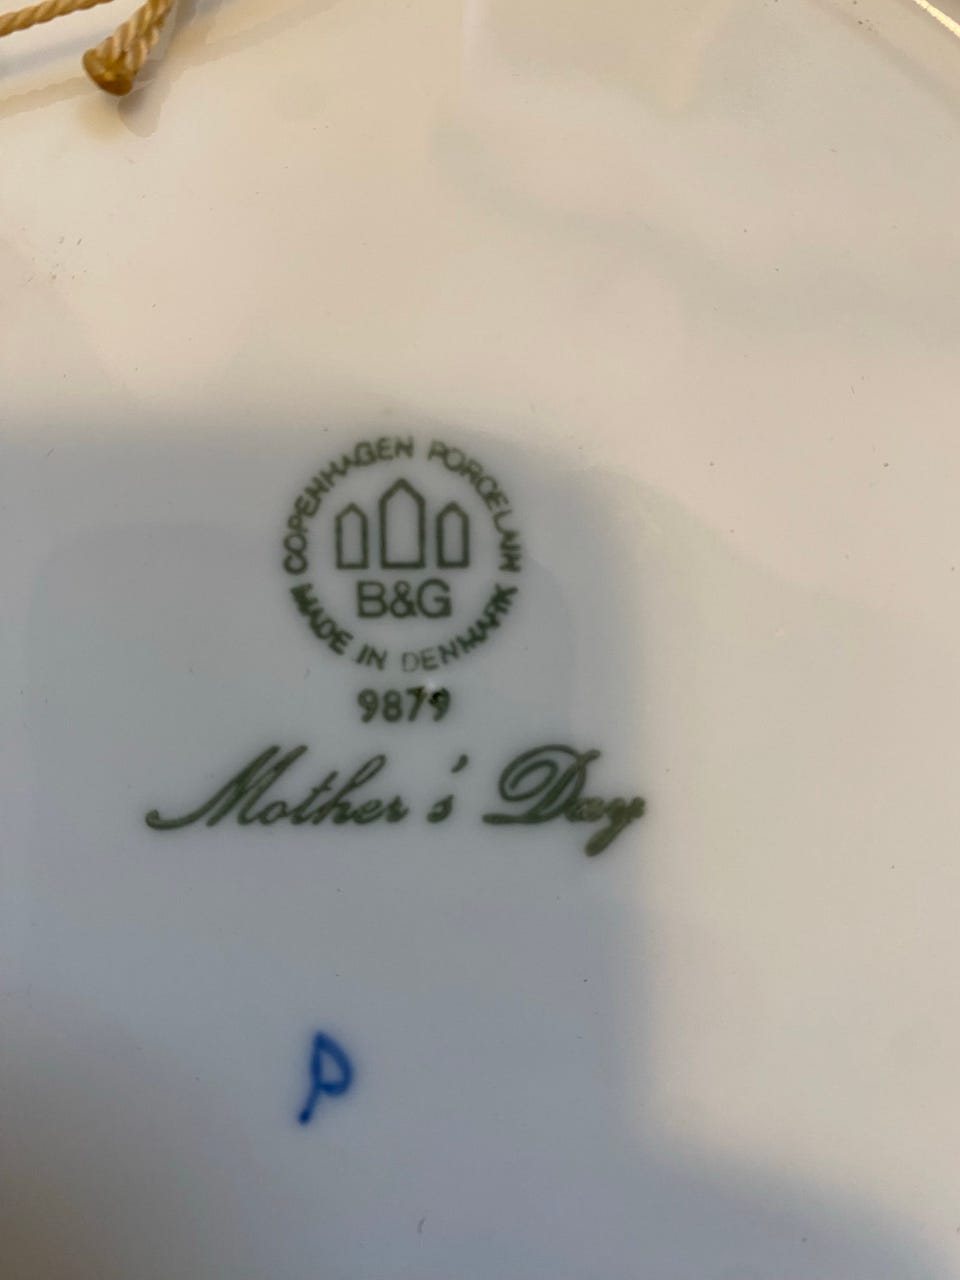 COPENHAGEN PORCELAIN
B&G
MADE IN DENMARK
9879
Mother's Day
P